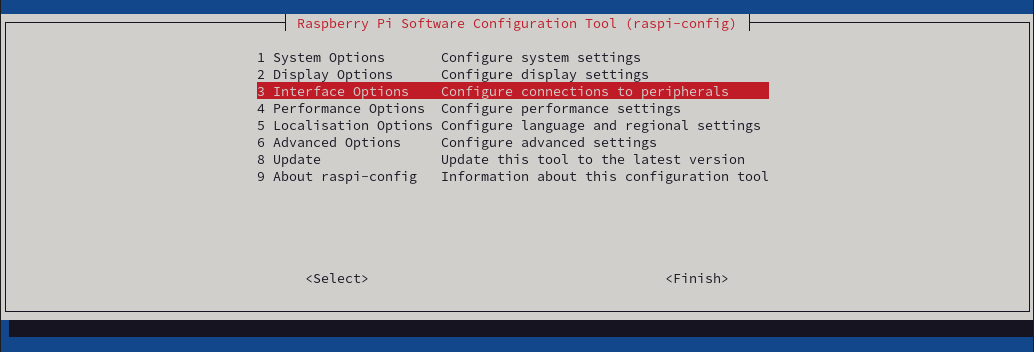 Raspberry Pi Software Configuration Tool (raspi-config)
1 System Options Configure system settings
2 Display Options Configure display settings
3 Interface Options Configure connections to peripherals
4 Performance Options Configure performance settings
5 Localisation Options Configure language and regional settings
6 Advanced Options Configure advanced settings
8 Update Update this tool to the latest version
9 About raspi-config Information about this configuration tool
<Select> <Finish>